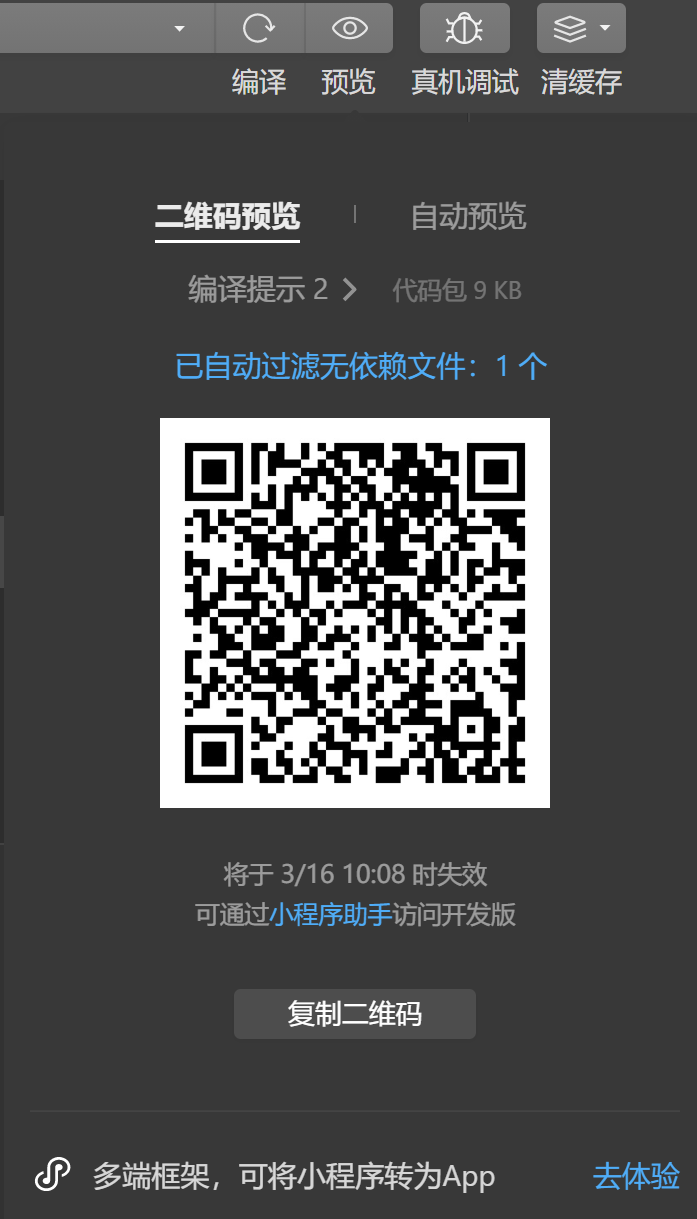 编译 预览 真机调试 清缓存
二维码预览 自动预览
编译提示 2 代码包 9 KB
已自动过滤无依赖文件：1 个
将于 3/16 10:08 时失效
可通过小程序助手访问开发版
复制二维码
多端框架，可将小程序转为App 去体验